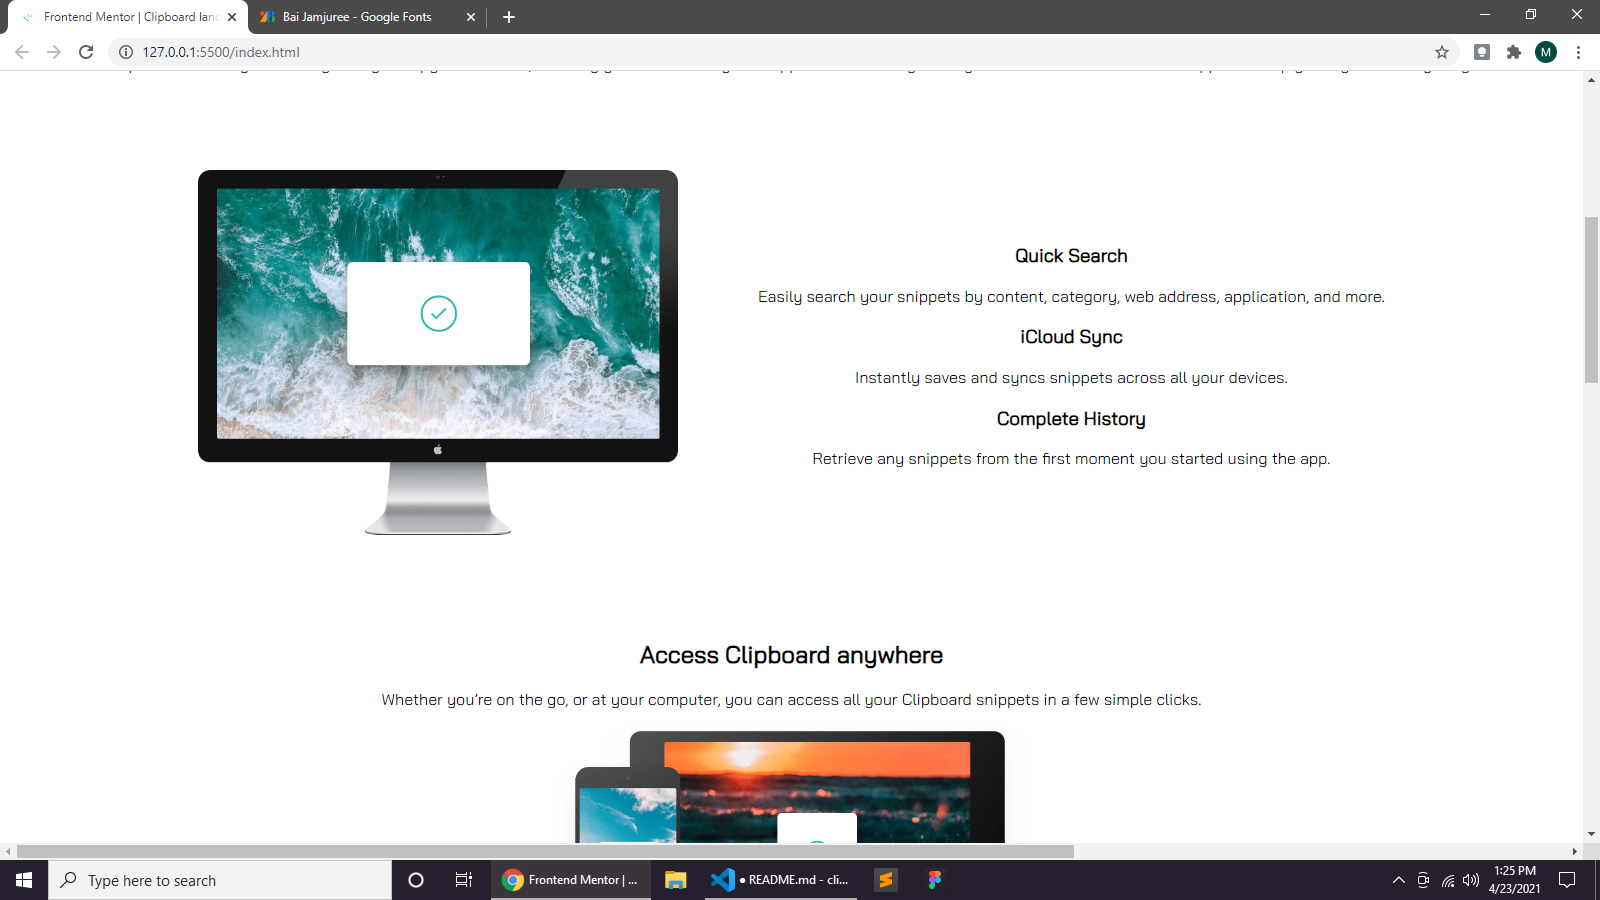 Frontend Mentor | Clipboard lan
Bai Jamjuree - Google Fonts
127.0.0.1:5500/index.html
M
Quick Search
Easily search your snippets by content, category, web address, application, and more.
iCloud Sync
Instantly saves and syncs snippets across all your devices.
Complete History
Retrieve any snippets from the first moment you started using the app.
Access Clipboard anywhere
Whether you’re on the go, or at your computer, you can access all your Clipboard snippets in a few simple clicks.
Type here to search
Frontend Mentor | ...
● README.md - cli...
1:25 PM
4/23/2021